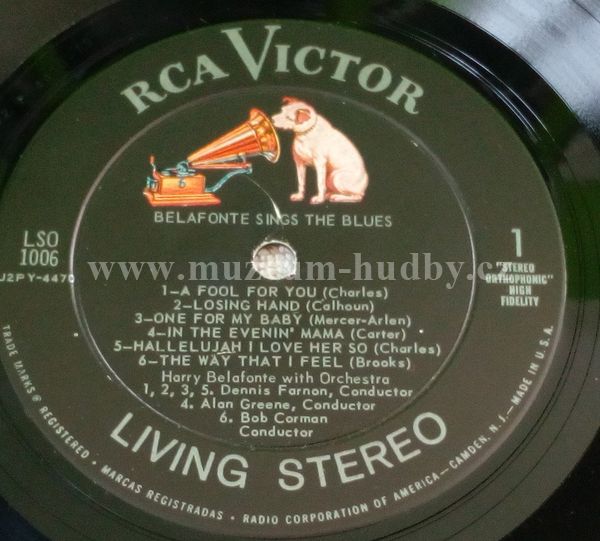 RCA VICTOR
BELAFONTE SINGS THE BLUES
LSO
1006
J2PY-4470
1
"STEREO
ORTHOPHONIC"
HIGH
FIDELITY
www.muzeum-hudby.cz
1-A FOOL FOR YOU (Charles)
2-LOSING HAND (Calhoun)
3-ONE FOR MY BABY (Mercer-Arlen)
4-IN THE EVENIN' MAMA (Carter)
5-HALLELUJAH I LOVE HER SO (Charles)
6-THE WAY THAT I FEEL (Brooks)
Harry Belafonte with Orchestra
1, 2, 3, 5. Dennis Farnon, Conductor
4. Alan Greene, Conductor
6. Bob Corman
Conductor
LIVING STEREO
TRADE MARKS ® REGISTERED • MARCAS REGISTRADAS • RADIO CORPORATION OF AMERICA—CAMDEN, N.J.—MADE IN U.S.A.